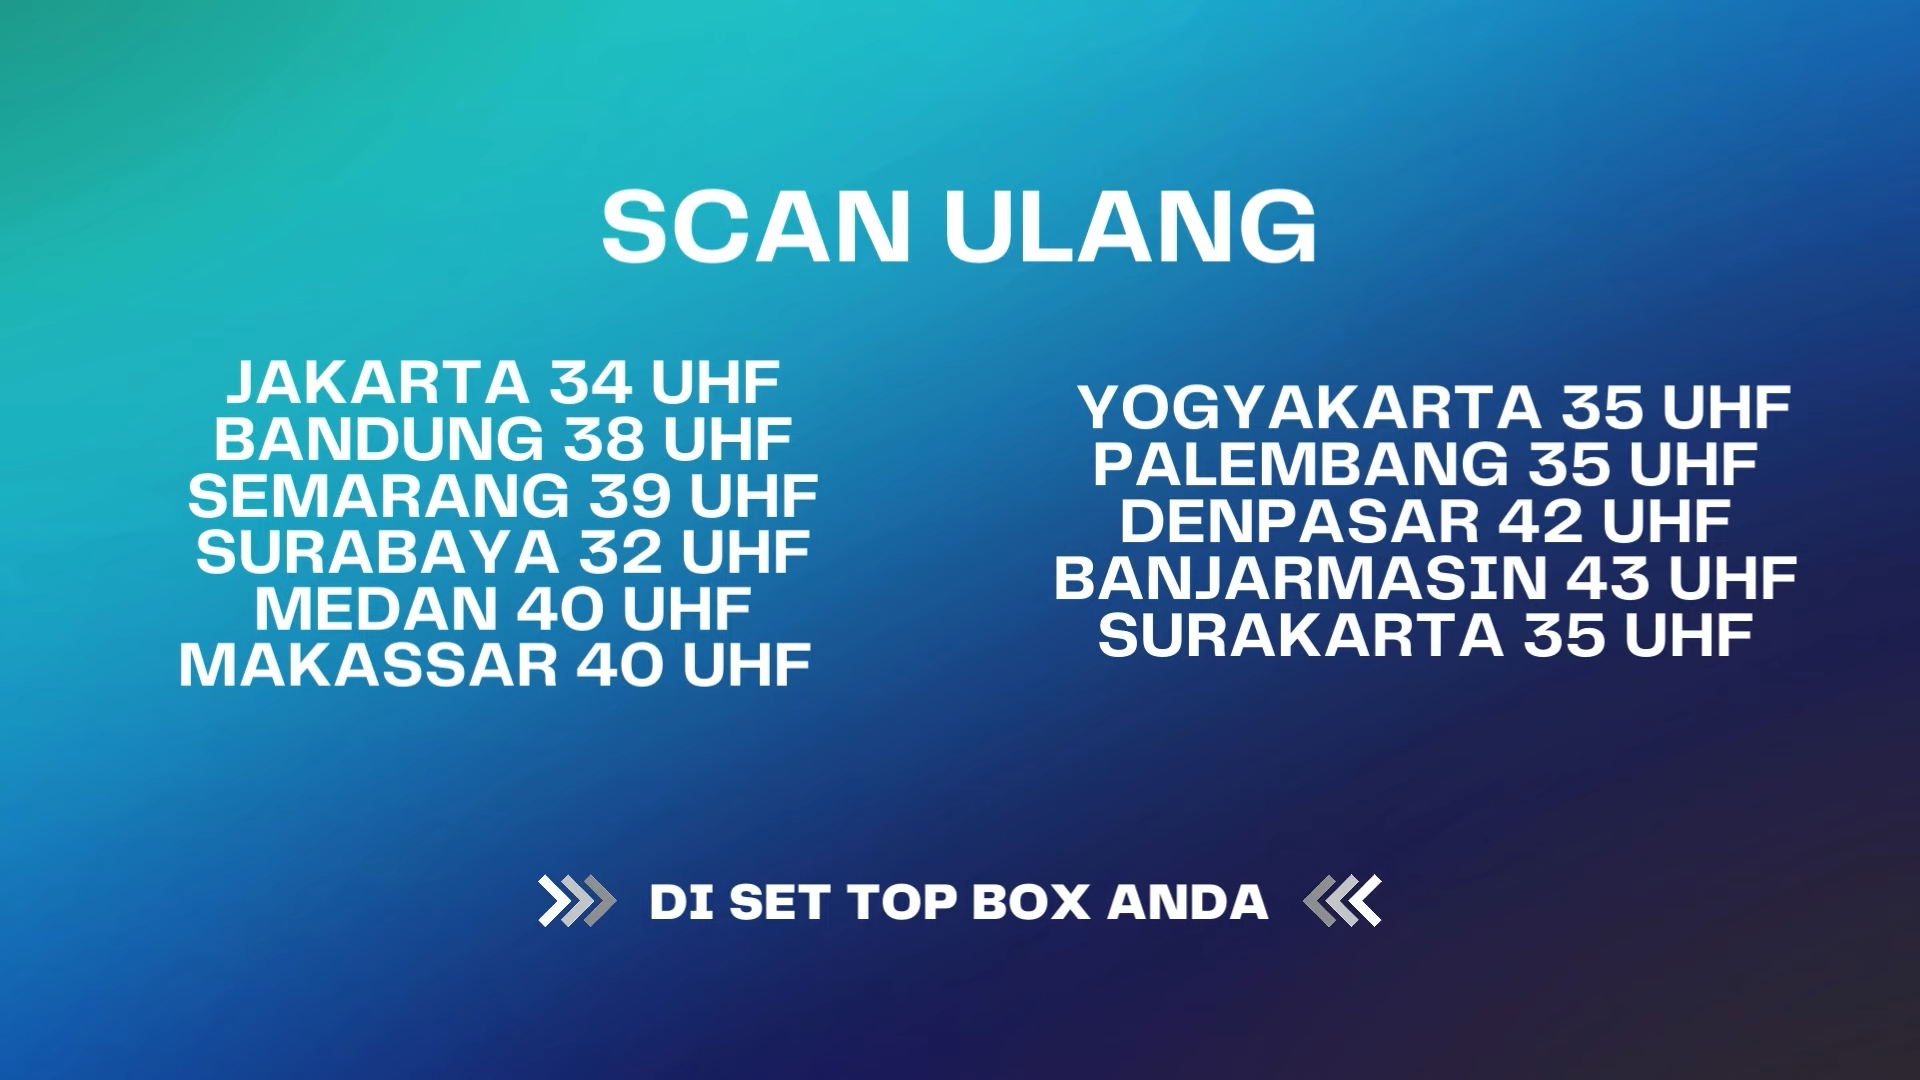 SCAN ULANG
JAKARTA 34 UHF
BANDUNG 38 UHF
SEMARANG 39 UHF
SURABAYA 32 UHF
MEDAN 40 UHF
MAKASSAR 40 UHF
YOGYAKARTA 35 UHF
PALEMBANG 35 UHF
DENPASAR 42 UHF
BANJARMASIN 43 UHF
SURAKARTA 35 UHF
DI SET TOP BOX ANDA